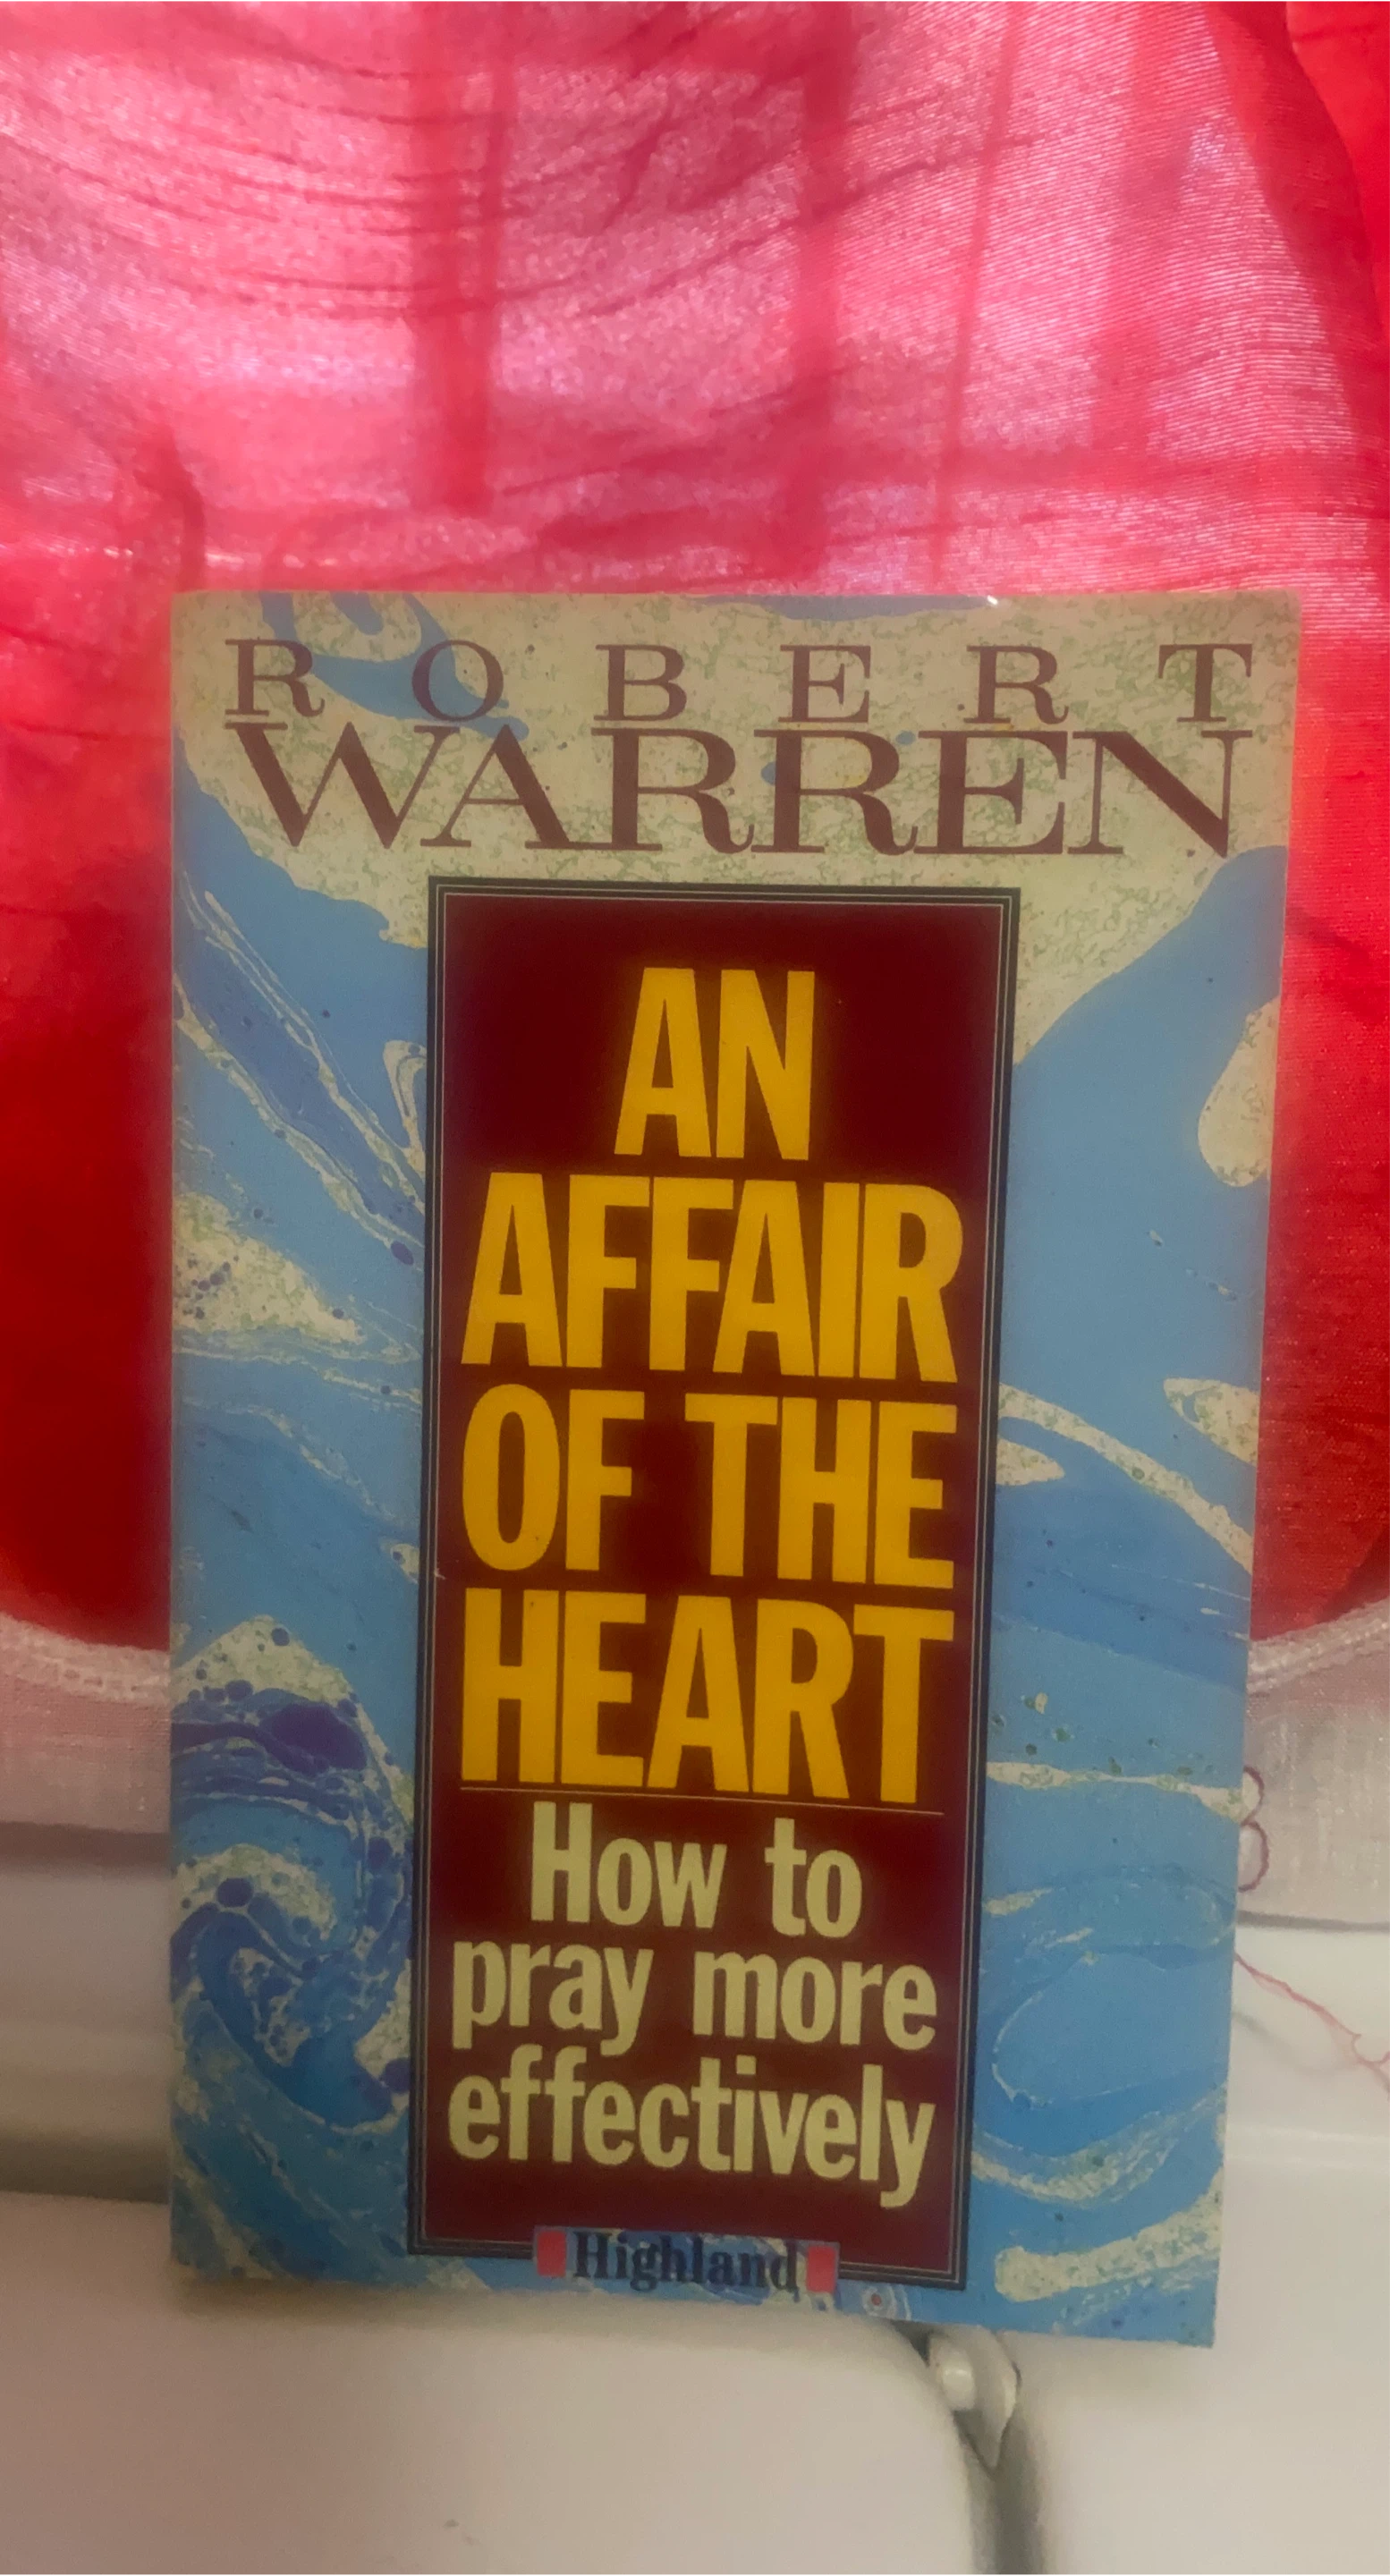 ROBERT
WARREN
AN
AFFAIR
OF THE
HEART
How to
pray more
effectively
Highland